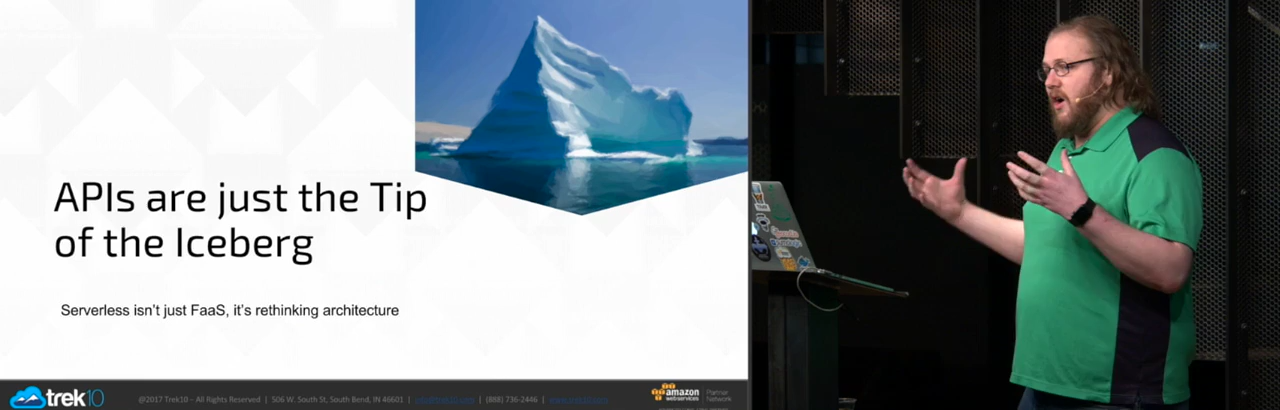 APIs are just the Tip
of the Iceberg
Serverless isn't just FaaS, it's rethinking architecture
trek10
@2017 Trek10 – All Rights Reserved | 506 W. South St, South Bend, IN 46601 | | (888) 736-2446 |
amazon
web services
Partner
Network